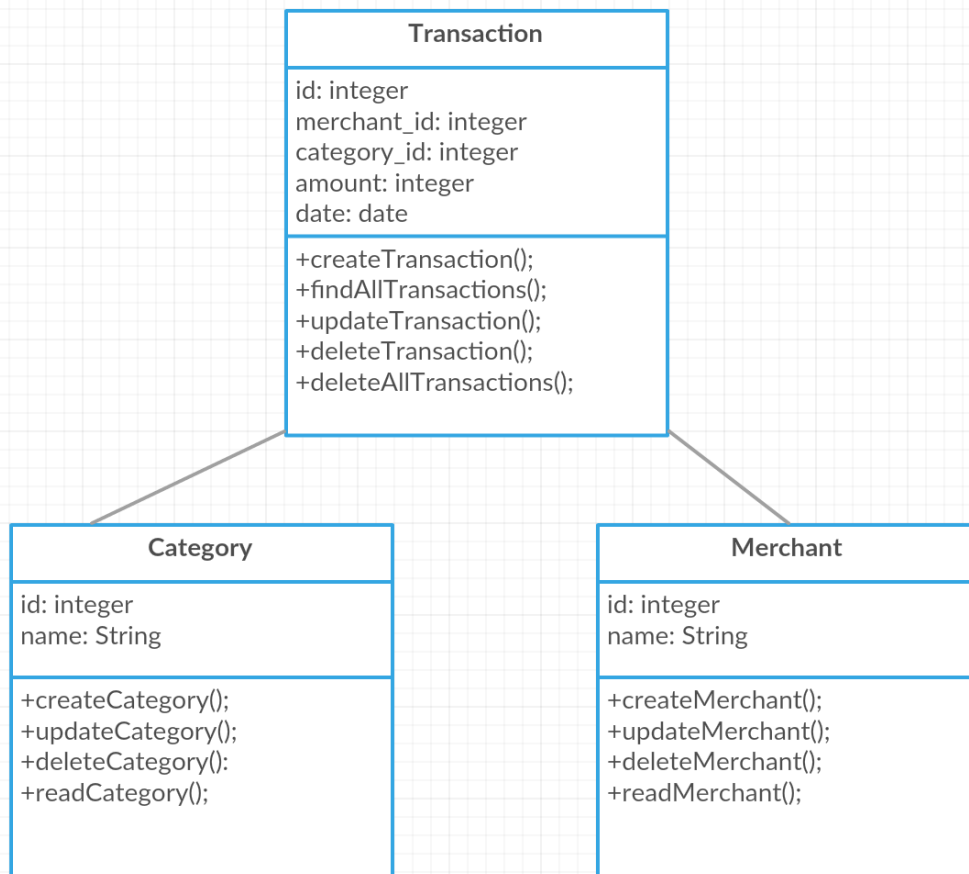 Transaction
id: integer
merchant_id: integer
category_id: integer
amount: integer
date: date
+createTransaction();
+findAllTransactions();
+updateTransaction();
+deleteTransaction();
+deleteAllTransactions();
Category
id: integer
name: String
+createCategory();
+updateCategory();
+deleteCategory():
+readCategory();
Merchant
id: integer
name: String
+createMerchant();
+updateMerchant();
+deleteMerchant();
+readMerchant();